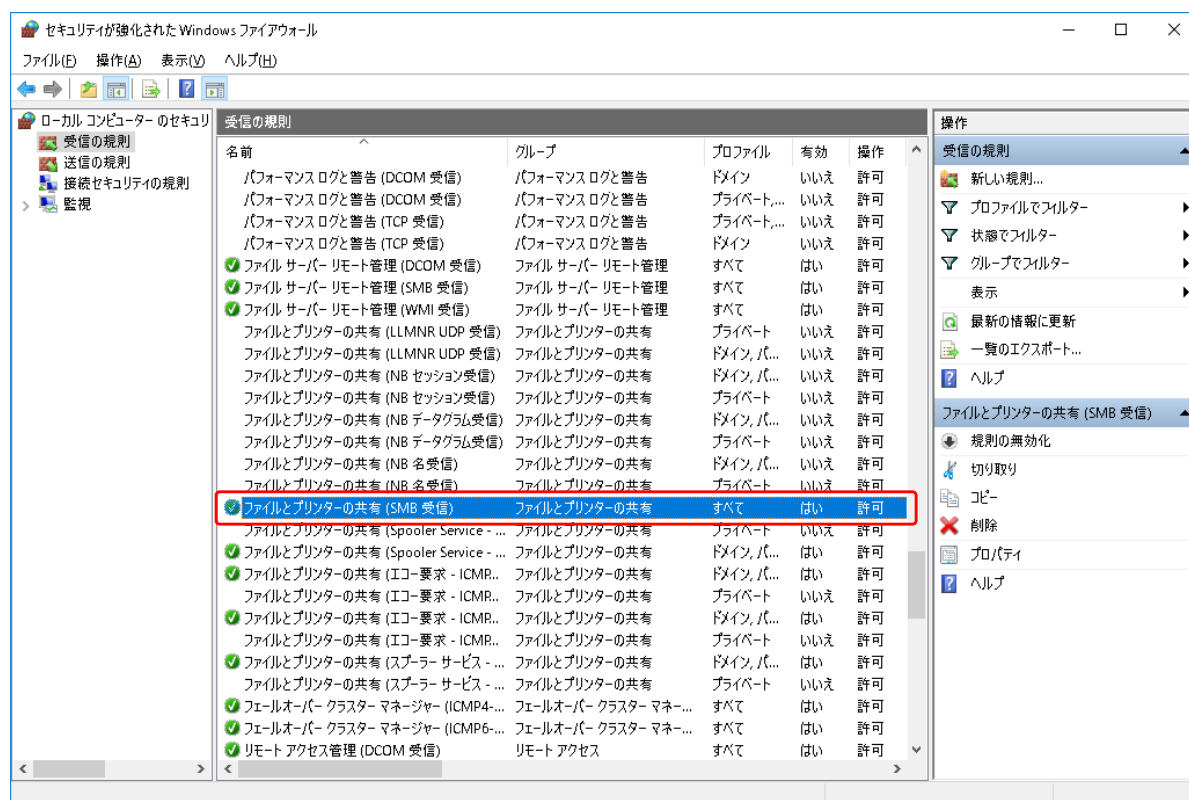 セキュリティが強化された Windows ファイアウォール
ファイル(F) 操作(A) 表示(V) ヘルプ(H)
ローカル コンピューター のセキュリ
受信の規則
送信の規則
接続セキュリティの規則
監視
受信の規則
名前 グループ プロファイル 有効 操作
パフォーマンス ログと警告 (DCOM 受信) パフォーマンス ログと警告 ドメイン いいえ 許可
パフォーマンス ログと警告 (DCOM 受信) パフォーマンス ログと警告 プライベート,... いいえ 許可
パフォーマンス ログと警告 (TCP 受信) パフォーマンス ログと警告 プライベート,... いいえ 許可
パフォーマンス ログと警告 (TCP 受信) パフォーマンス ログと警告 ドメイン いいえ 許可
ファイル サーバー リモート管理 (DCOM 受信) ファイル サーバー リモート管理 すべて はい 許可
ファイル サーバー リモート管理 (SMB 受信) ファイル サーバー リモート管理 すべて はい 許可
ファイル サーバー リモート管理 (WMI 受信) ファイル サーバー リモート管理 すべて はい 許可
ファイルとプリンターの共有 (LLMNR UDP 受信) ファイルとプリンターの共有 プライベート いいえ 許可
ファイルとプリンターの共有 (LLMNR UDP 受信) ファイルとプリンターの共有 ドメイン, パ... いいえ 許可
ファイルとプリンターの共有 (NB セッション受信) ファイルとプリンターの共有 ドメイン, パ... いいえ 許可
ファイルとプリンターの共有 (NB セッション受信) ファイルとプリンターの共有 プライベート いいえ 許可
ファイルとプリンターの共有 (NB データグラム受信) ファイルとプリンターの共有 ドメイン, パ... いいえ 許可
ファイルとプリンターの共有 (NB データグラム受信) ファイルとプリンターの共有 プライベート いいえ 許可
ファイルとプリンターの共有 (NB 名受信) ファイルとプリンターの共有 ドメイン, パ... いいえ 許可
ファイルとプリンターの共有 (NB 名受信) ファイルとプリンターの共有 プライベート いいえ 許可
ファイルとプリンターの共有 (SMB 受信) ファイルとプリンターの共有 すべて はい 許可
ファイルとプリンターの共有 (Spooler Service - ... ファイルとプリンターの共有 プライベート いいえ 許可
ファイルとプリンターの共有 (Spooler Service - ... ファイルとプリンターの共有 ドメイン, パ... はい 許可
ファイルとプリンターの共有 (エコー要求 - ICMP... ファイルとプリンターの共有 ドメイン, パ... はい 許可
ファイルとプリンターの共有 (エコー要求 - ICMP... ファイルとプリンターの共有 プライベート いいえ 許可
ファイルとプリンターの共有 (エコー要求 - ICMP... ファイルとプリンターの共有 ドメイン, パ... はい 許可
ファイルとプリンターの共有 (エコー要求 - ICMP... ファイルとプリンターの共有 プライベート いいえ 許可
ファイルとプリンターの共有 (スプーラー サービス - ... ファイルとプリンターの共有 ドメイン, パ... はい 許可
ファイルとプリンターの共有 (スプーラー サービス - ... ファイルとプリンターの共有 プライベート いいえ 許可
フェールオーバー クラスター マネージャー (ICMP4-... フェールオーバー クラスター マネー... すべて はい 許可
フェールオーバー クラスター マネージャー (ICMP6-... フェールオーバー クラスター マネー... すべて はい 許可
リモート アクセス管理 (DCOM 受信) リモート アクセス すべて はい 許可
操作
受信の規則
新しい規則...
プロファイルでフィルター
状態でフィルター
グループでフィルター
表示
最新の情報に更新
一覧のエクスポート...
ヘルプ
ファイルとプリンターの共有 (SMB 受信)
規則の無効化
切り取り
コピー
削除
プロパティ
ヘルプ